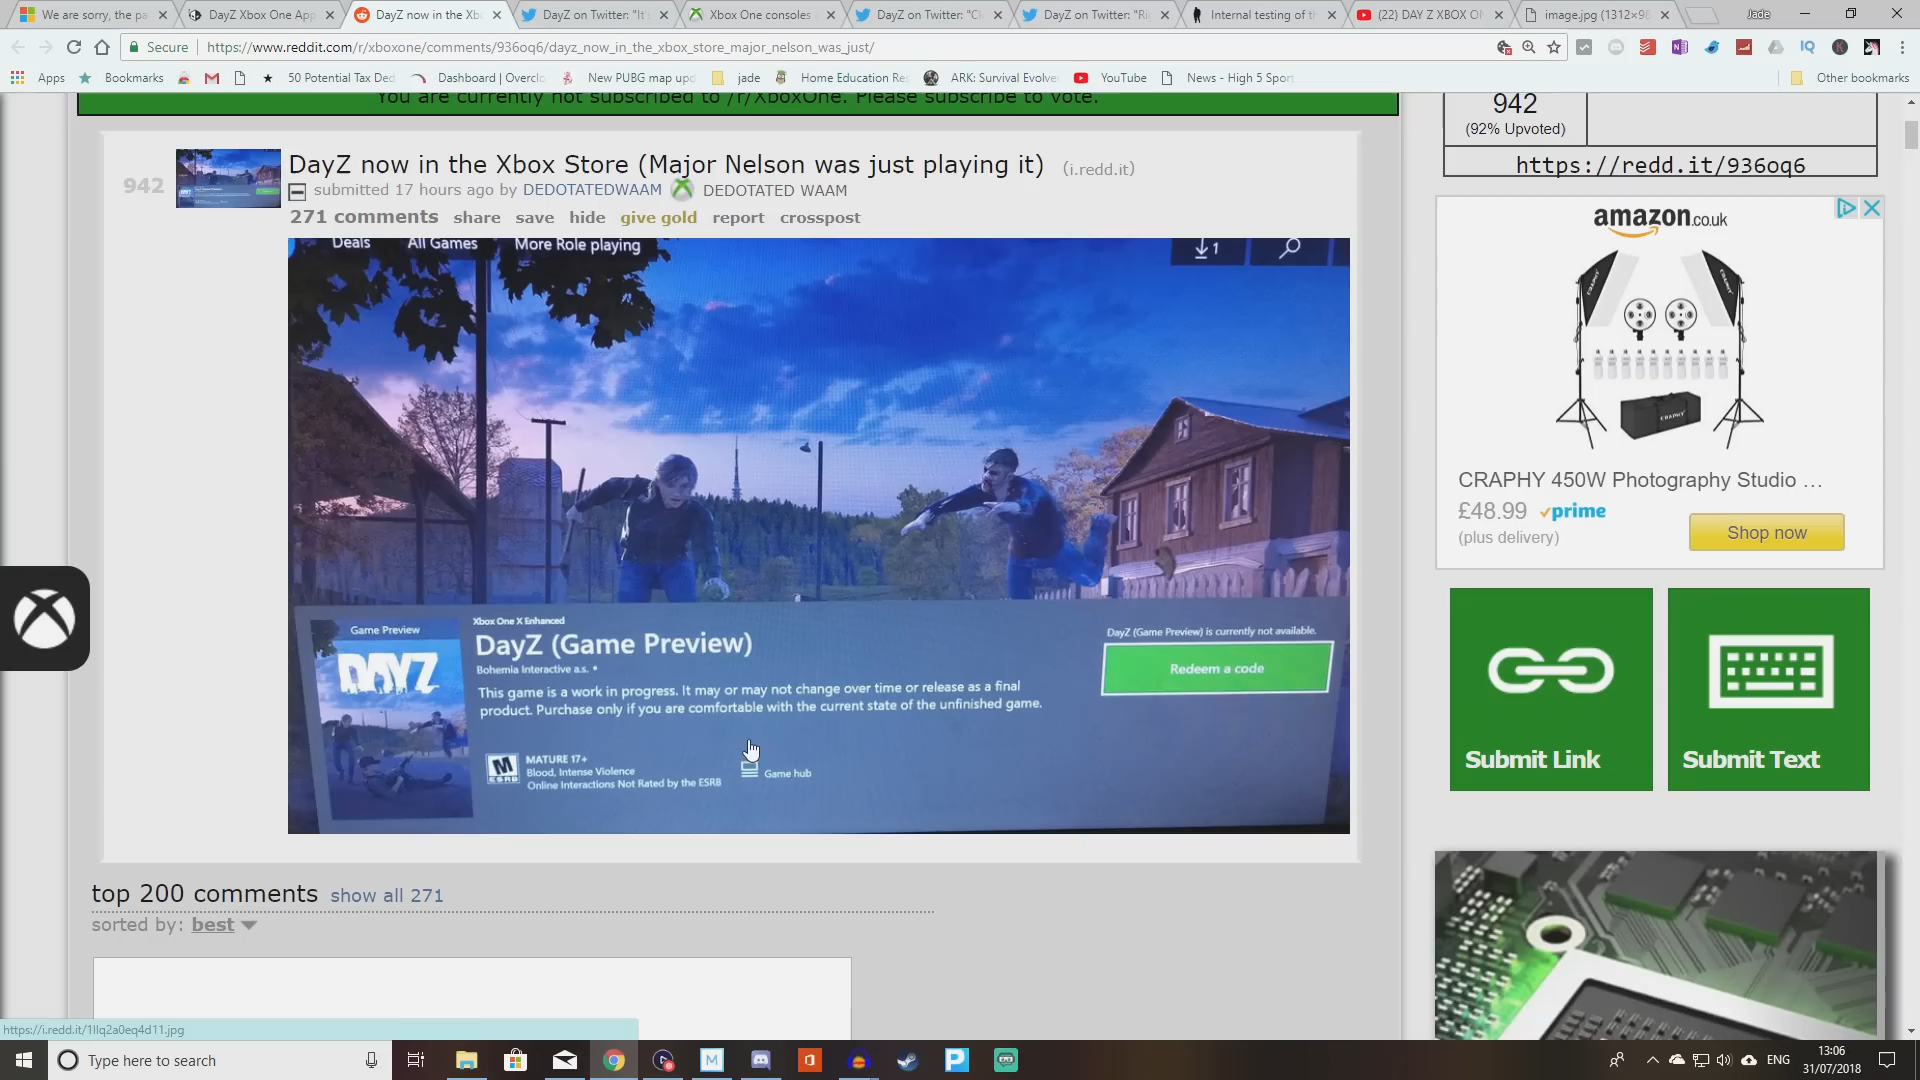 We are sorry, the pa
DayZ Xbox One App
DayZ now in the Xb
DayZ on Twitter: "It'
Xbox One consoles
DayZ on Twitter: "
DayZ on Twitter: "Ri
Internal testing of t
(22) DAY Z XBOX O
image.jpg (1312×9
Jade
Secure
https://www.reddit.com/r/xboxone/comments/936oq6/dayz_now_in_the_xbox_store_major_nelson_was_just/
Apps
Bookmarks
50 Potential Tax Ded
Dashboard | Overclo
New PUBG map upd
jade
Home Education Re
ARK: Survival Evolve
YouTube
News - High 5 Sport
Other bookmarks
You are currently not subscribed to /r/XboxOne. Please subscribe to vote.
942
DayZ now in the Xbox Store (Major Nelson was just playing it) (i.redd.it)
submitted 17 hours ago by DEDOTATEDWAAM DEDOTATED WAAM
271 comments share save hide give gold report crosspost
Deals All Games More Role playing
1
Game Preview
DAYZ
Xbox One X Enhanced
DayZ (Game Preview)
Bohemia Interactive a.s. •
This game is a work in progress. It may or may not change over time or release as a final
product. Purchase only if you are comfortable with the current state of the unfinished game.
DayZ (Game Preview) is currently not available.
Redeem a code
M
ESRB
MATURE 17+
Blood, Intense Violence
Online Interactions Not Rated by the ESRB
Game hub
top 200 comments show all 271
sorted by: best
942
(92% Upvoted)
https://redd.it/936oq6
amazon.co.uk
CRAPHY
CRAPHY 450W Photography Studio ...
£48.99 prime
(plus delivery)
Shop now
Submit Link
Submit Text
https://i.redd.it/1llq2a0eq4d11.jpg
Type here to search
ENG
13:06
31/07/2018